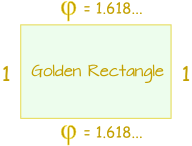 φ = 1.618...
1 Golden Rectangle 1
φ = 1.618...